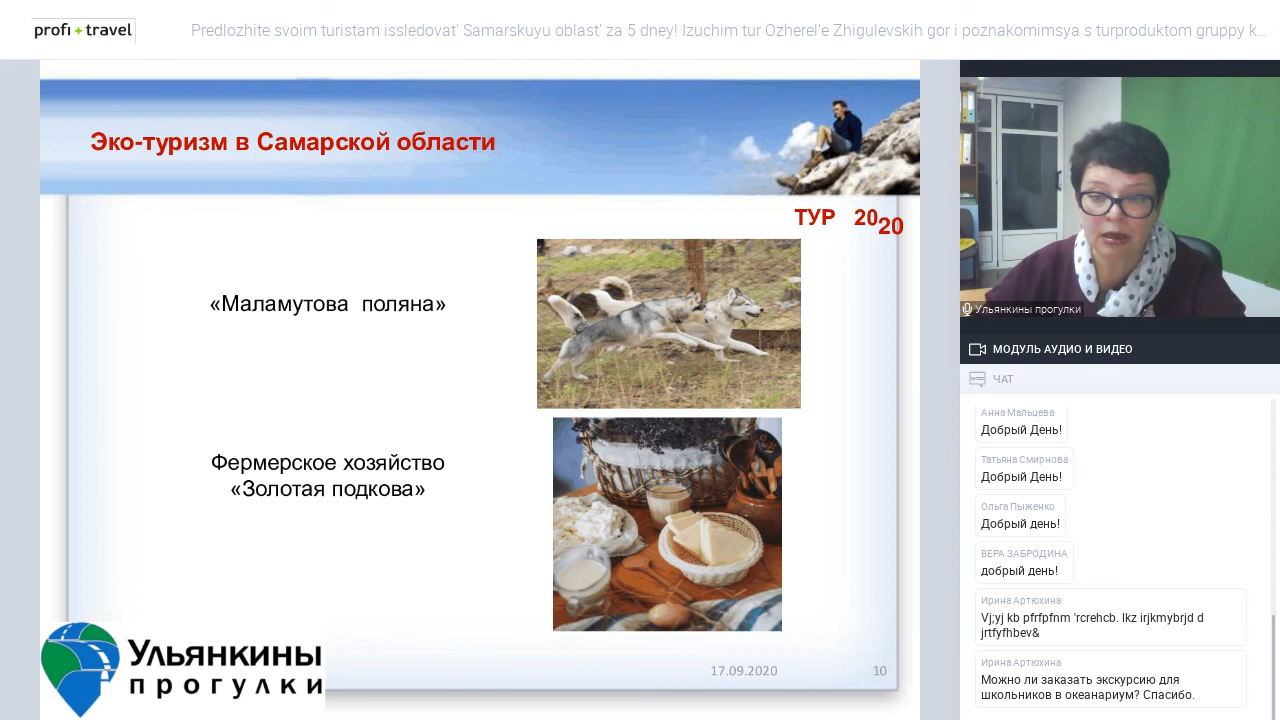 profi + travel
Predlozhite svoim turistam issledovat' Samarskuyu oblast' za 5 dney! Izuchim tur Ozherel'e Zhigulevskih gor i poznakomimsya s turproduktom gruppy k...
Эко-туризм в Самарской области
ТУР 2020
«Маламутова поляна»
Фермерское хозяйство
«Золотая подкова»
Ульянкины
прогулки
17.09.2020
10
Ульянкины прогулки
МОДУЛЬ АУДИО И ВИДЕО
ЧАТ
Анна Мальцева
Добрый День!
Татьяна Смирнова
Добрый День!
Ольга Пыженко
Добрый день!
ВЕРА ЗАБРОДИНА
добрый день!
Ирина Артюхина
Vj;yj kb pfrfpfnm 'rcrehcb. lkz irjkmybrjd d
jrtfyfhbev&
Ирина Артюхина
Можно ли заказать экскурсию для
школьников в океанариум? Спасибо.